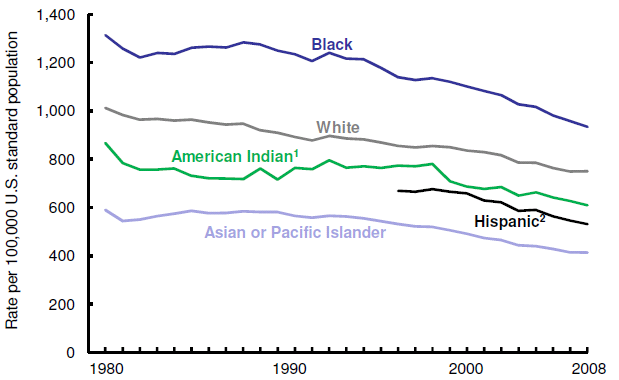 Rate per 100,000 U.S. standard population
1,400
1,200
1,000
800
600
400
200
0
Black
White
American Indian¹
Hispanic²
Asian or Pacific Islander
1980
1990
2000
2008